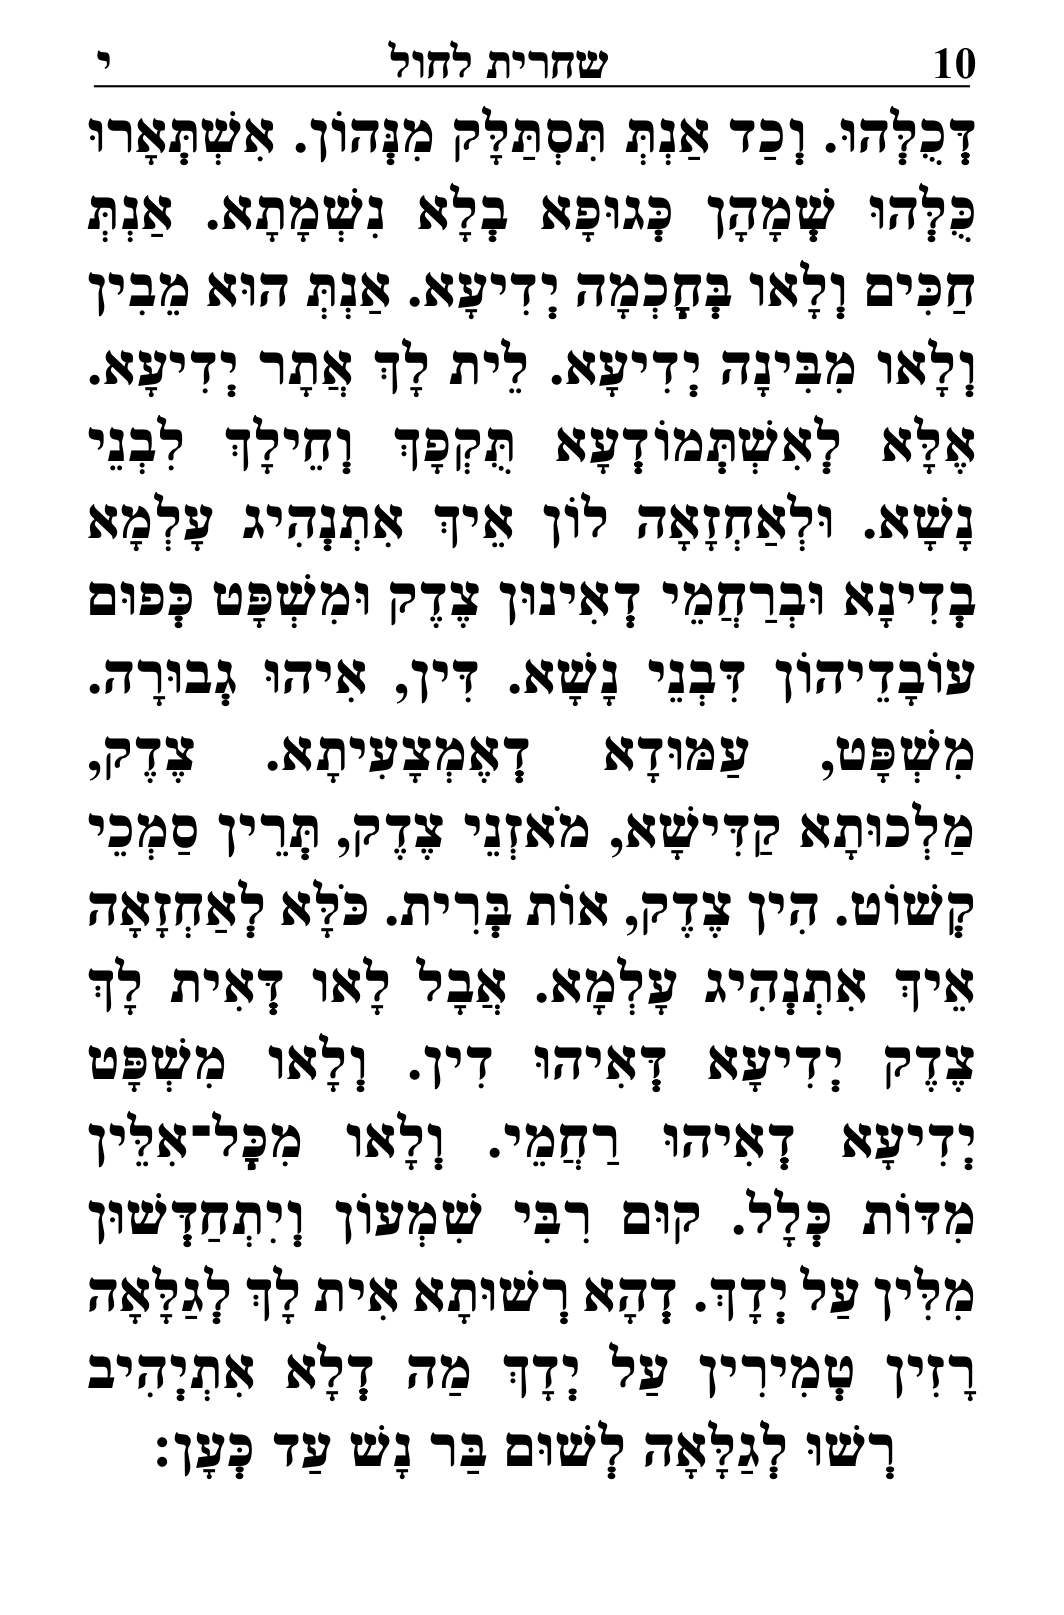 10 שחרית לחול י
דְּכֻלְּהוּ. וְכַד אַנְתְּ תִּסְתַּלָּק מִנְּהוֹן. אִשְׁתְּאָרוּ
כֻּלְּהוּ שְׁמָהָן כְּגוּפָא בְלָא נִשְׁמָתָא. אַנְתְּ
חַכִּים וְלָאו בְּחָכְמָה יְדִיעָא. אַנְתְּ הוּא מֵבִין
וְלָאו מִבִּינָה יְדִיעָא. לֵית לָךְ אֲתָר יְדִיעָא.
אֶלָּא לְאִשְׁתְּמוֹדְעָא תֻּקְפָּךְ וְחֵילָךְ לִבְנֵי
נָשָׁא. וּלְאַחְזָאָה לוֹן אֵיךְ אִתְנְהִיג עָלְמָא
בְדִינָא וּבְרַחֲמֵי דְאִינוּן צֶדֶק וּמִשְׁפָּט כְּפוּם
עוֹבָדֵיהוֹן דִּבְנֵי נָשָׁא. דִּין, אִיהוּ גְבוּרָה.
מִשְׁפָּט, עַמּוּדָא דְאֶמְצָעִיתָא. צֶדֶק,
מַלְכוּתָא קַדִּישָׁא, מֹאזְנֵי צֶדֶק, תְּרֵין סַמְכֵי
קְשׁוֹט. הִין צֶדֶק, אוֹת בְּרִית. כֹּלָּא לְאַחְזָאָה
אֵיךְ אִתְנְהִיג עָלְמָא. אֲבָל לָאו דְּאִית לָךְ
צֶדֶק יְדִיעָא דְּאִיהוּ דִין. וְלָאו מִשְׁפָּט
יְדִיעָא דְאִיהוּ רַחֲמֵי. וְלָאו מִכָּל־אִלֵּין
מִדּוֹת כְּלָל. קוּם רִבִּי שִׁמְעוֹן וְיִתְחַדְּשׁוּן
מִלִּין עַל יְדָךְ. דְהָא רְשׁוּתָא אִית לָךְ לְגַלָּאָה
רָזִין טְמִירִין עַל יְדָךְ מַה דְלָא אִתְיְהִיב
רְשׁוּ לְגַלָּאָה לְשׁוּם בַּר נָשׁ עַד כְּעָן: